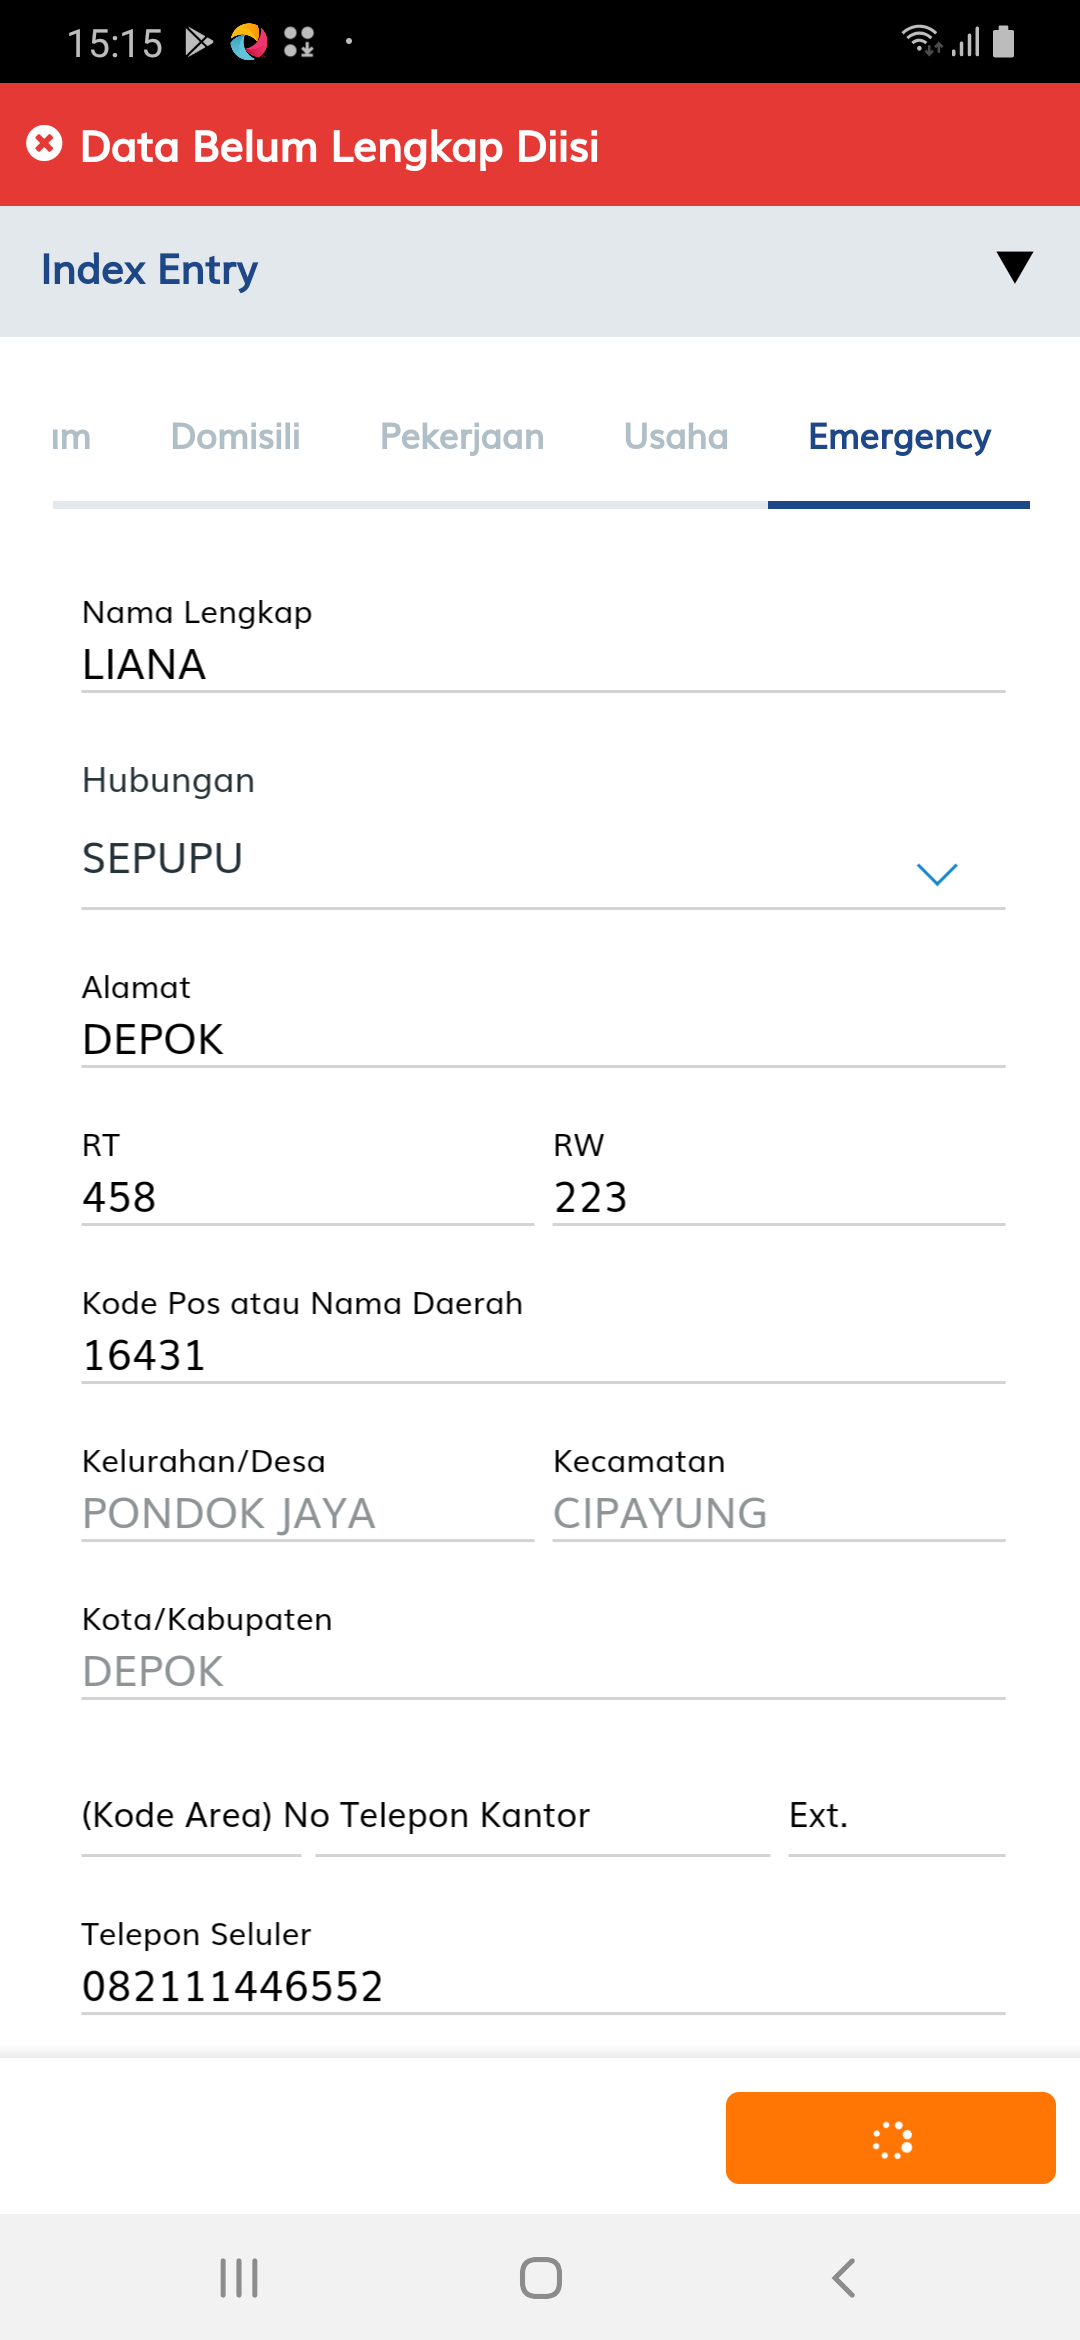 15:15
Data Belum Lengkap Diisi
Index Entry
Domisili Pekerjaan Usaha Emergency
Nama Lengkap
LIANA
Hubungan
SEPUPU
Alamat
DEPOK
RT RW
458 223
Kode Pos atau Nama Daerah
16431
Kelurahan/Desa Kecamatan
PONDOK JAYA CIPAYUNG
Kota/Kabupaten
DEPOK
(Kode Area) No Telepon Kantor Ext.
Telepon Seluler
082111446552